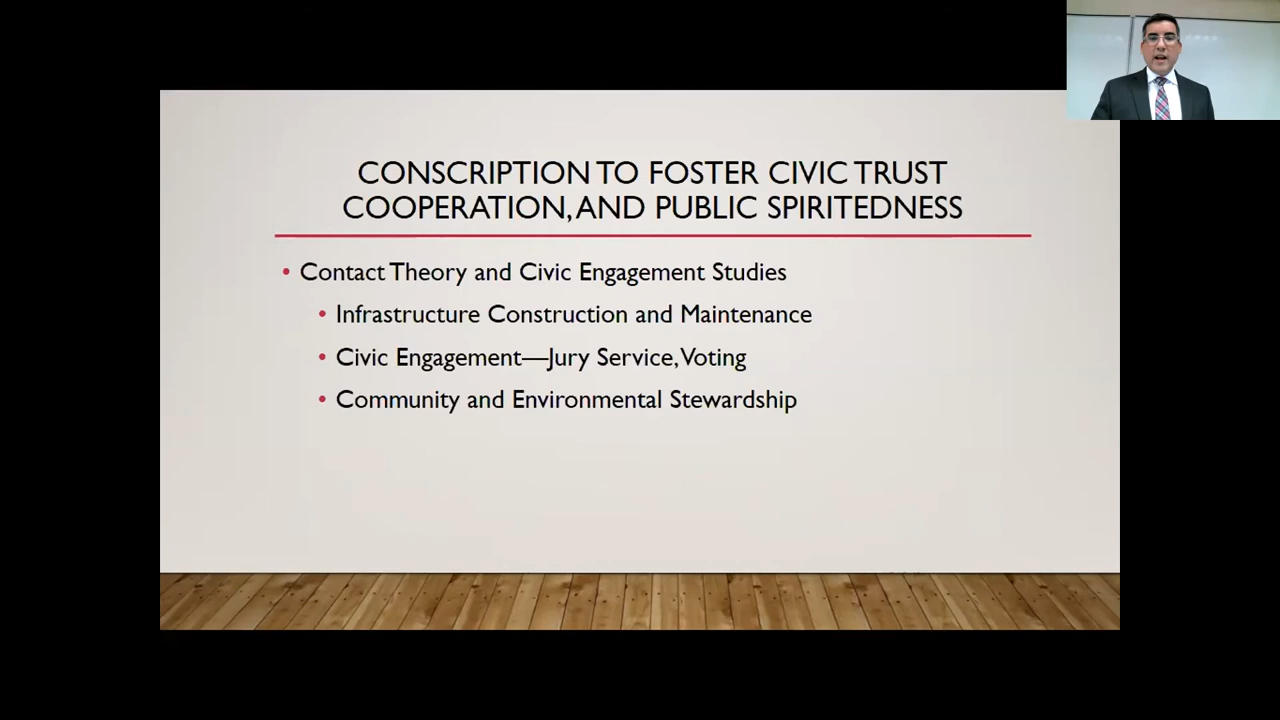 CONSCRIPTION TO FOSTER CIVIC TRUST
COOPERATION, AND PUBLIC SPIRITEDNESS
• Contact Theory and Civic Engagement Studies
• Infrastructure Construction and Maintenance
• Civic Engagement—Jury Service, Voting
• Community and Environmental Stewardship